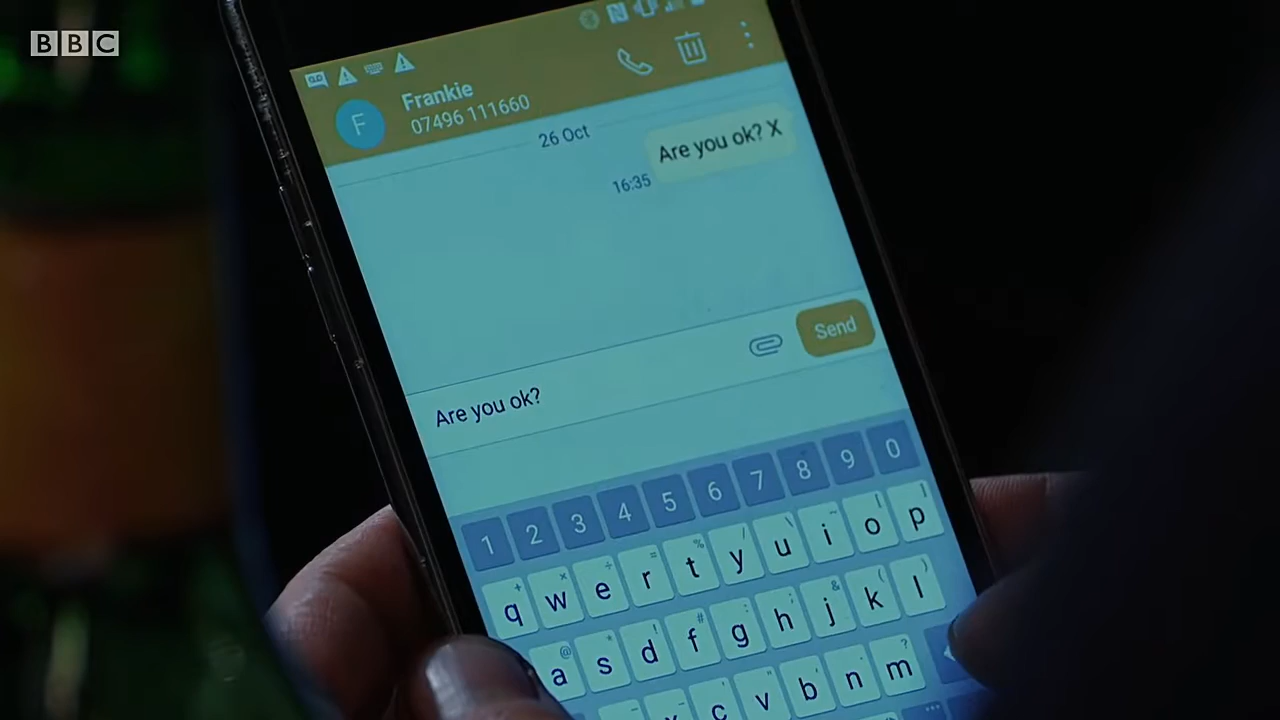 BBC
F
Frankie
07496 111660
26 Oct
Are you ok? X
16:35
Send
Are you ok?
1 2 3 4 5 6 7 8 9 0
q w e r t y u i o p
a s d f g h j k l
c v b n m